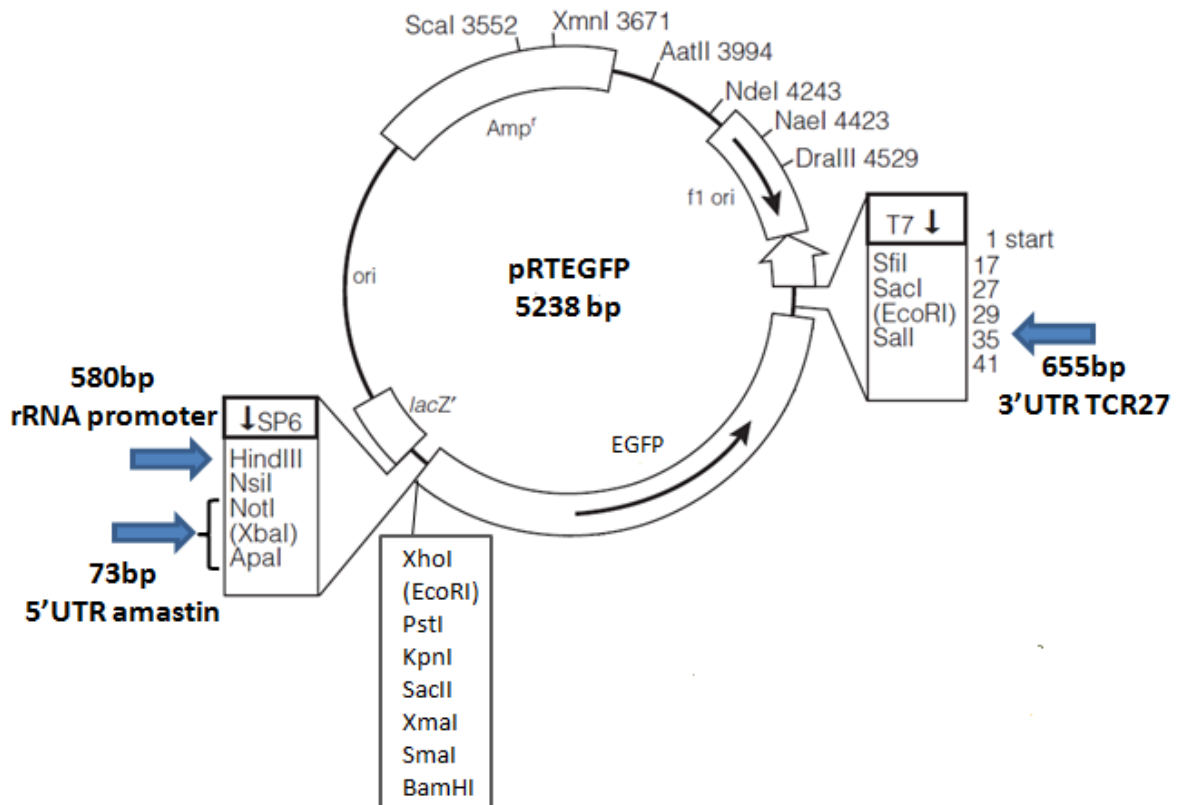 ScaI 3552
XmnI 3671
AatII 3994
NdeI 4243
NaeI 4423
DraIII 4529
Ampʳ
f1 ori
ori
pRTEGFP
5238 bp
T7 ↓
1 start
SfiI 17
SacI 27
(EcoRI) 29
SalI 35
41
655bp
3'UTR TCR27
580bp
rRNA promoter
lacZ'
↓SP6
HindIII
NsiI
NotI
(XbaI)
ApaI
73bp
5'UTR amastin
EGFP
XhoI
(EcoRI)
PstI
KpnI
SacII
XmaI
SmaI
BamHI